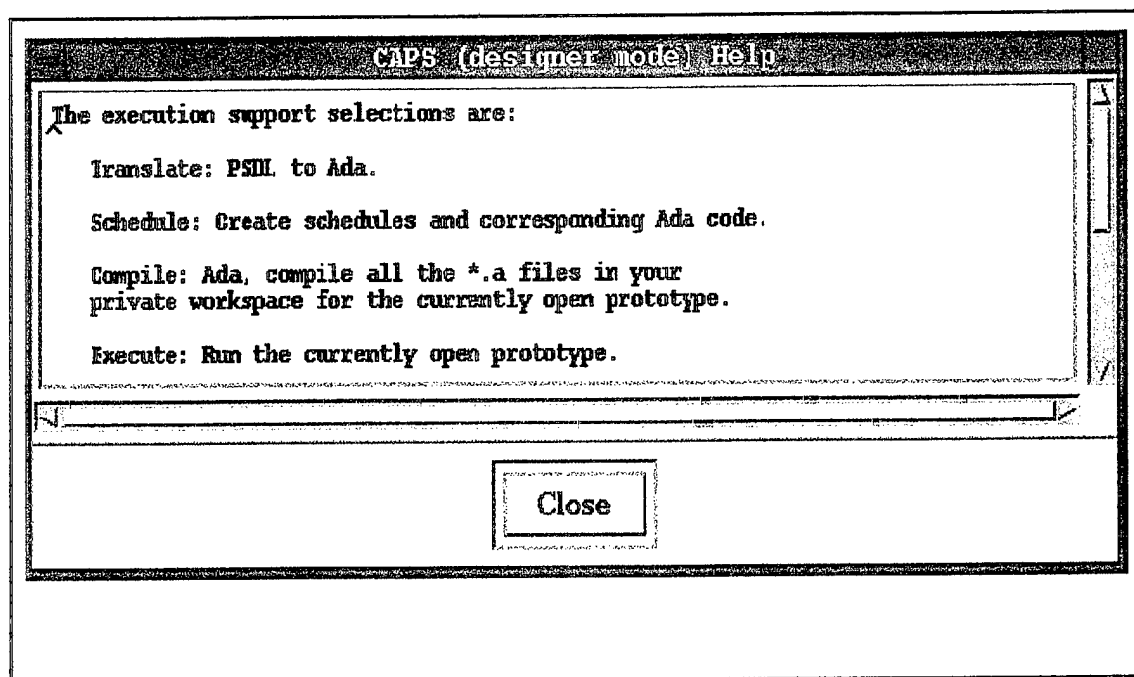 CAPS (designer mode) Help
The execution support selections are:
Translate: PSDL to Ada.
Schedule: Create schedules and corresponding Ada code.
Compile: Ada, compile all the *.a files in your
private workspace for the currently open prototype.
Execute: Run the currently open prototype.
Close